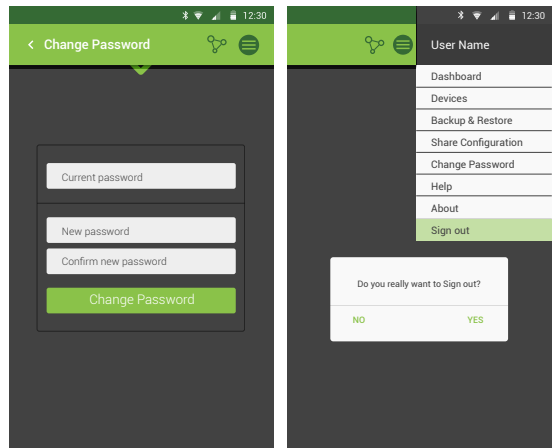 12:30
Change Password
Current password
New password
Confirm new password
Change Password
12:30
User Name
Dashboard
Devices
Backup & Restore
Share Configuration
Change Password
Help
About
Sign out
Do you really want to Sign out?
NO YES